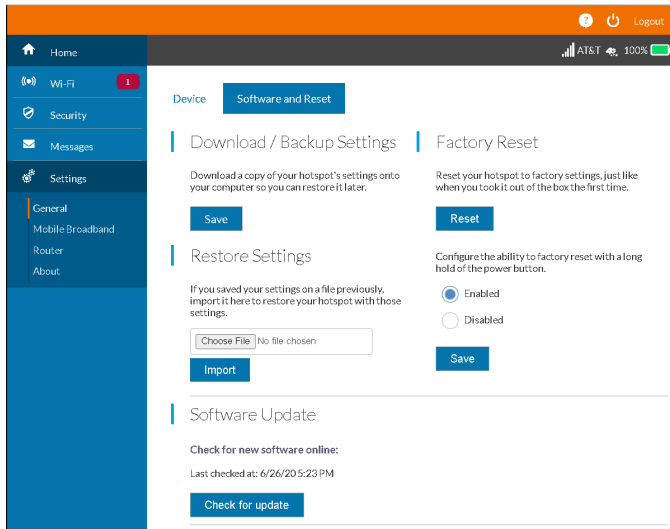 Logout
AT&T 100%
Home
Wi-Fi 1
Security
Messages
Settings
General
Mobile Broadband
Router
About
Device Software and Reset
Download / Backup Settings
Download a copy of your hotspot's settings onto
your computer so you can restore it later.
Save
Restore Settings
If you saved your settings on a file previously,
import it here to restore your hotspot with those
settings.
Choose File No file chosen
Import
Factory Reset
Reset your hotspot to factory settings, just like
when you took it out of the box the first time.
Reset
Configure the ability to factory reset with a long
hold of the power button.
Enabled
Disabled
Save
Software Update
Check for new software online:
Last checked at: 6/26/20 5:23 PM
Check for update